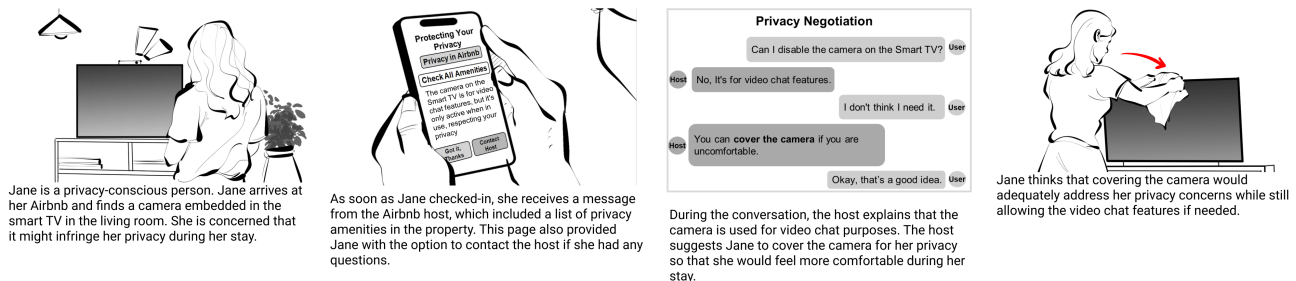 Jane is a privacy-conscious person. Jane arrives at
her Airbnb and finds a camera embedded in the
smart TV in the living room. She is concerned that
it might infringe her privacy during her stay.
Protecting Your
Privacy
Privacy in Airbnb
Check All Amenities
The camera on the
Smart TV is for video
chat features, but it's
only active when in
use, respecting your
privacy
Got it,
Thanks
Contact
Host
As soon as Jane checked-in, she receives a message
from the Airbnb host, which included a list of privacy
amenities in the property. This page also provided
Jane with the option to contact the host if she had any
questions.
Privacy Negotiation
Can I disable the camera on the Smart TV? User
Host No, It's for video chat features.
I don't think I need it. User
Host You can cover the camera if you are
uncomfortable.
Okay, that's a good idea. User
During the conversation, the host explains that the
camera is used for video chat purposes. The host
suggests Jane to cover the camera for her privacy
so that she would feel more comfortable during her
stay.
Jane thinks that covering the camera would
adequately address her privacy concerns while still
allowing the video chat features if needed.